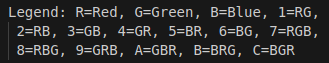 Legend: R=Red, G=Green, B=Blue, 1=RG,
2=RB, 3=GB, 4=GR, 5=BR, 6=BG, 7=RGB,
8=RBG, 9=GRB, A=GBR, B=BRG, C=BGR